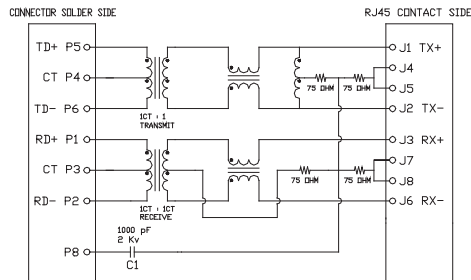 CONNECTOR SOLDER SIDE
RJ45 CONTACT SIDE
TD+ P5
CT P4
TD- P6
RD+ P1
CT P3
RD- P2
P8
1CT : 1
TRANSMIT
1CT : 1CT
RECEIVE
1000 pF
2 Kv
C1
75 OHM
75 OHM
75 OHM
75 OHM
J1 TX+
J4
J5
J2 TX-
J3 RX+
J7
J8
J6 RX-